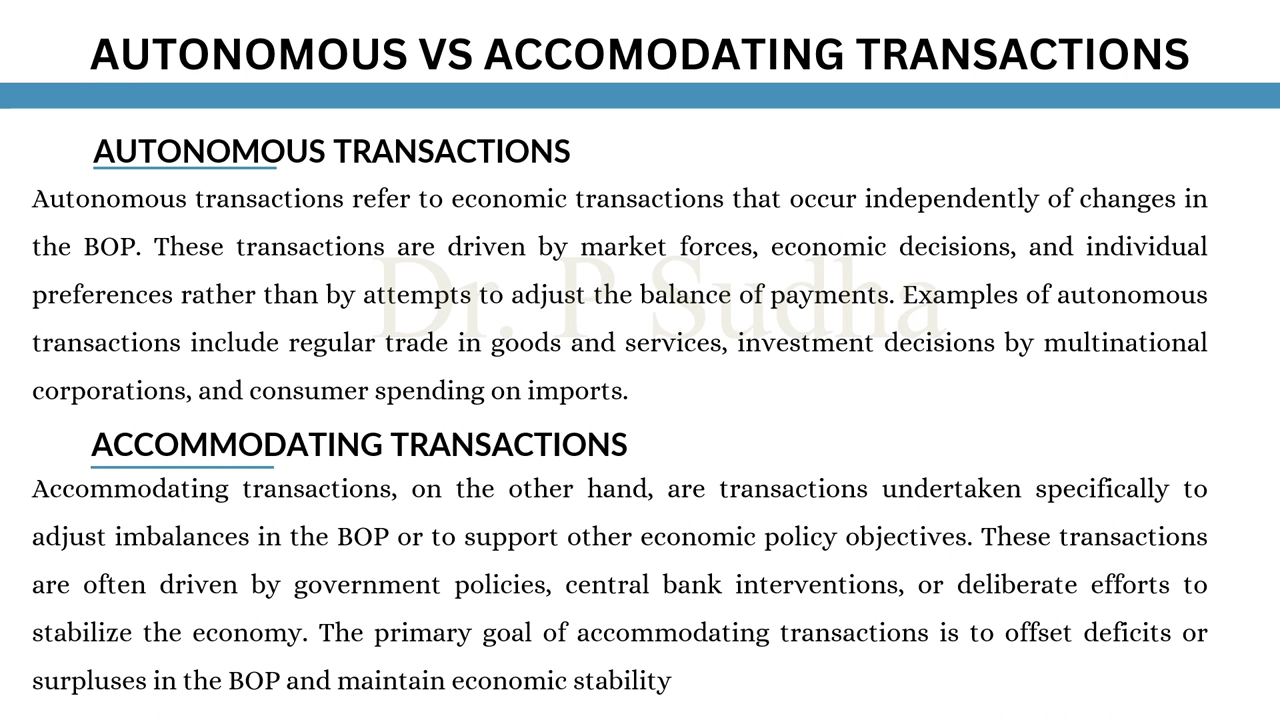 AUTONOMOUS VS ACCOMODATING TRANSACTIONS
AUTONOMOUS TRANSACTIONS
Autonomous transactions refer to economic transactions that occur independently of changes in
the BOP. These transactions are driven by market forces, economic decisions, and individual
preferences rather than by attempts to adjust the balance of payments. Examples of autonomous
transactions include regular trade in goods and services, investment decisions by multinational
corporations, and consumer spending on imports.
Dr. P Sudha
ACCOMMODATING TRANSACTIONS
Accommodating transactions, on the other hand, are transactions undertaken specifically to
adjust imbalances in the BOP or to support other economic policy objectives. These transactions
are often driven by government policies, central bank interventions, or deliberate efforts to
stabilize the economy. The primary goal of accommodating transactions is to offset deficits or
surpluses in the BOP and maintain economic stability